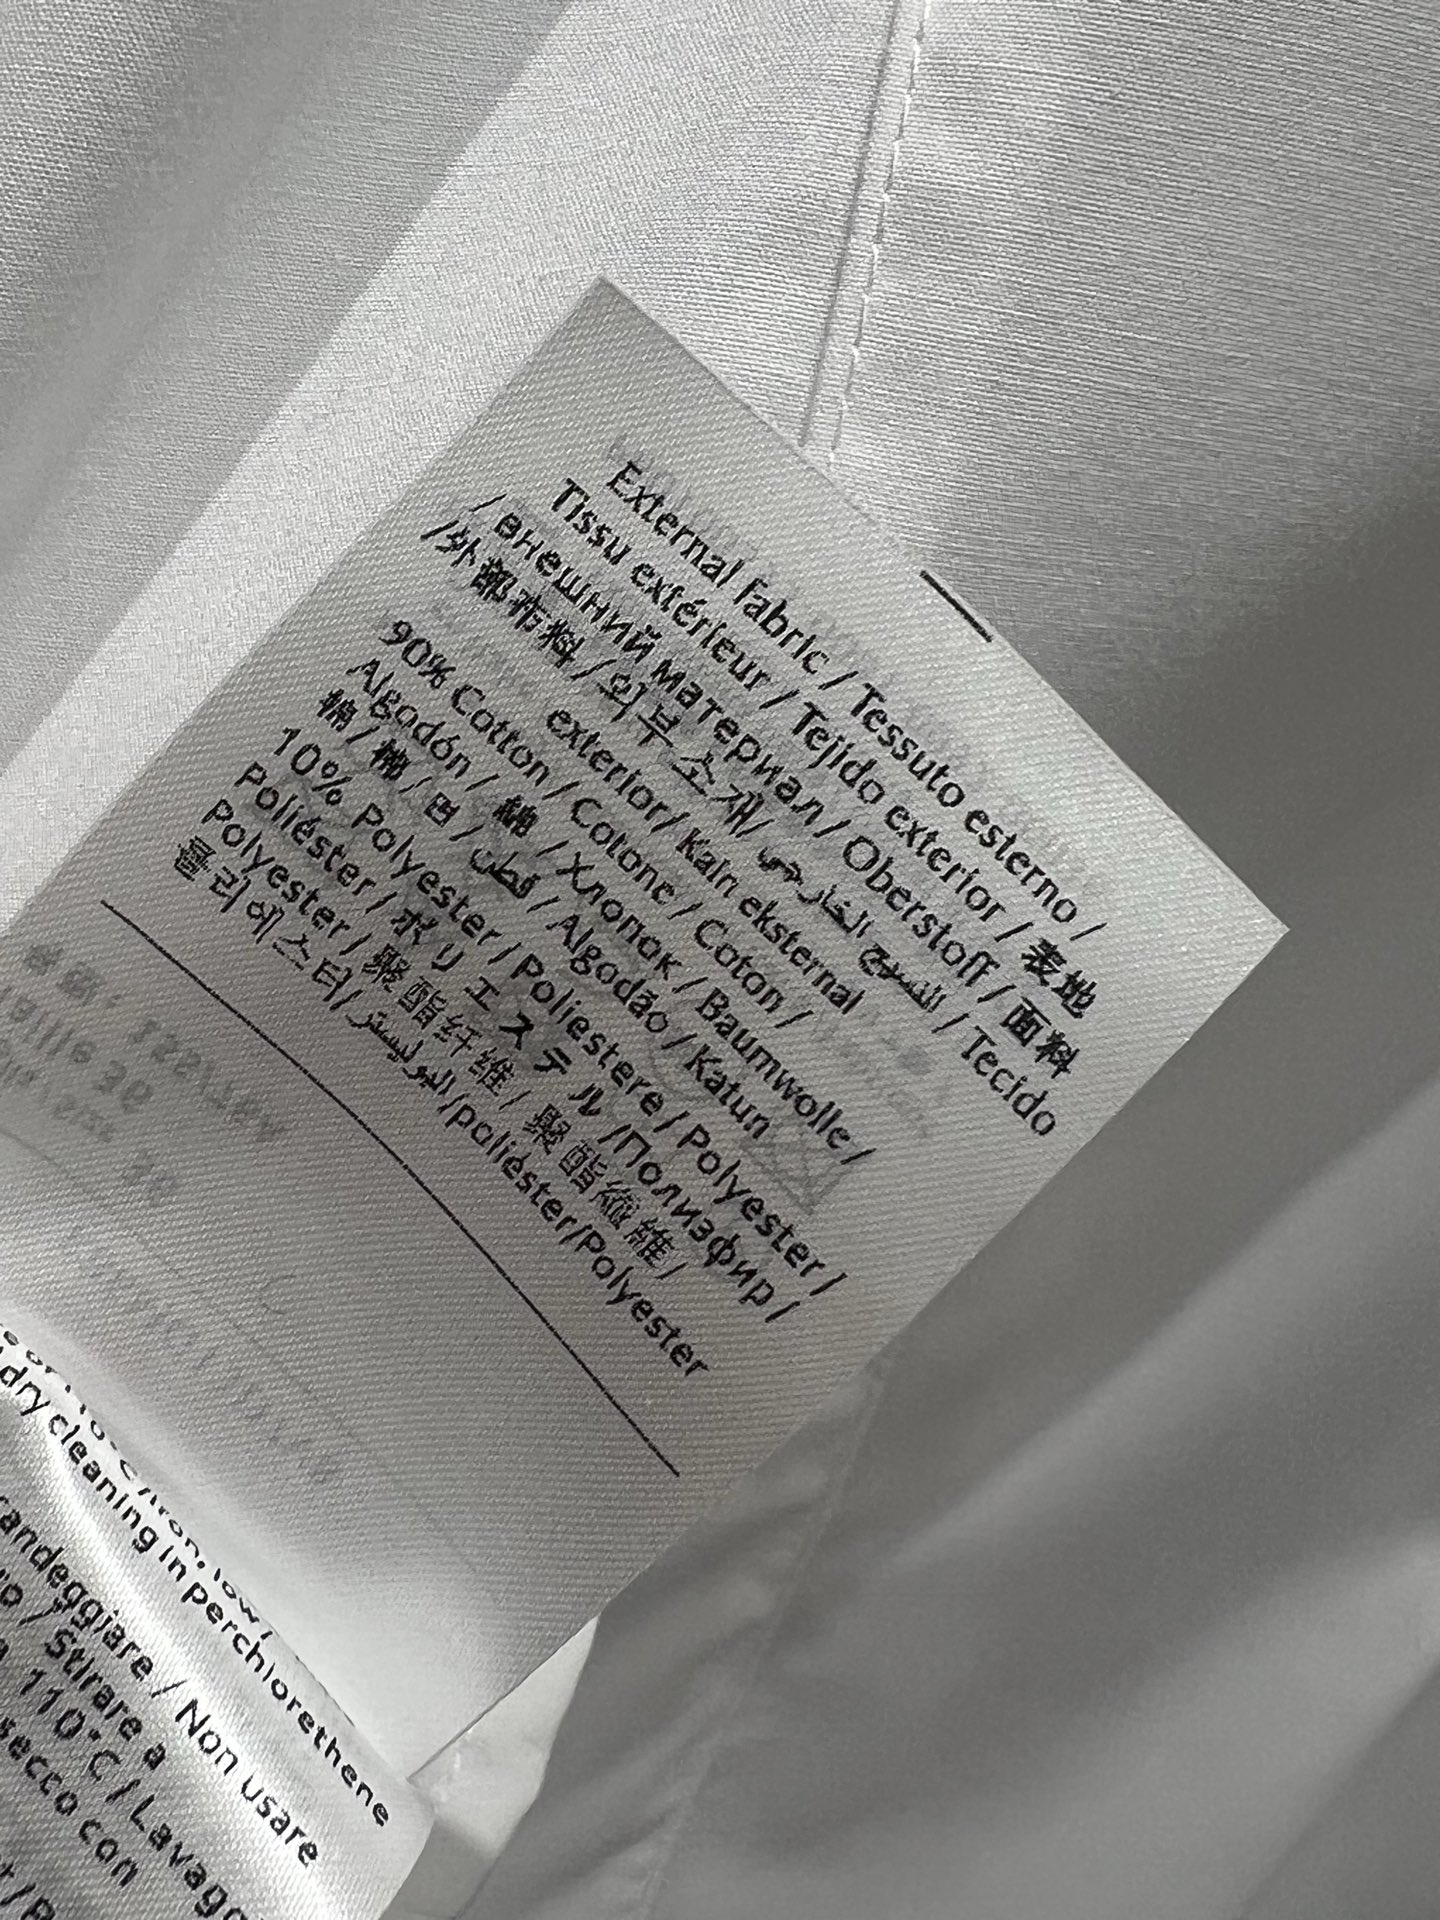 External Fabric / Tessuto esterno /
Tissu extérieur / Tejido exterior / 表地
/ внешний материал / Oberstoff / 面料
/外部布料 / 외부 소재/ النسيج الخارجي / Tecido
exterior/ Kain eksternal
90% Cotton / Cotone / Coton /
Algodón / 綿 / Хлопок / Baumwolle /
棉 / 棉 / 면 / قطن / Algodão / Katun
10% Polyester / Poliestere / Polyester /
Poliéster / ポリエステル /Полиэфир /
Polyester / 聚酯纤维 / 聚酯纖維 /
폴리에스터/ البوليستر /poliéster/Polyester
dry cleaning in perchlorethene
candeggiare / Non usare
/ Stirare a
110°C / Lavagg
secco con